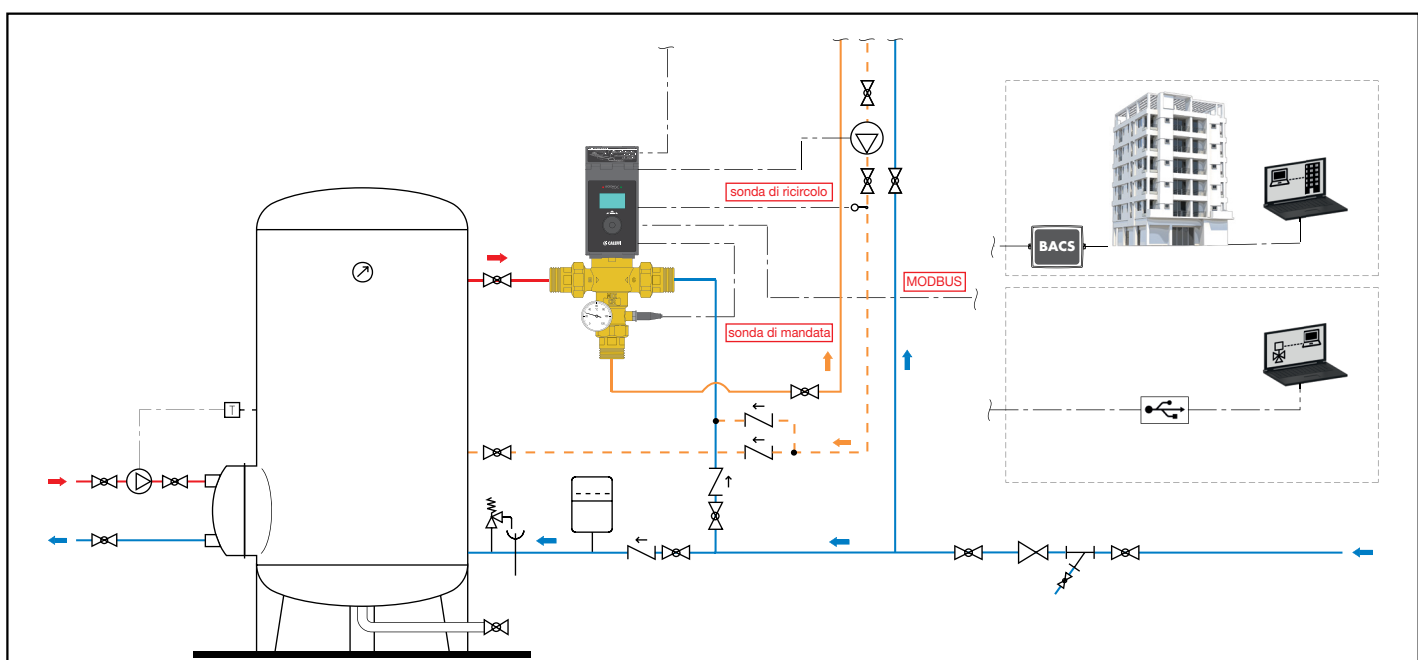 sonda di ricircolo
CALEFFI
BACS
MODBUS
sonda di mandata
T